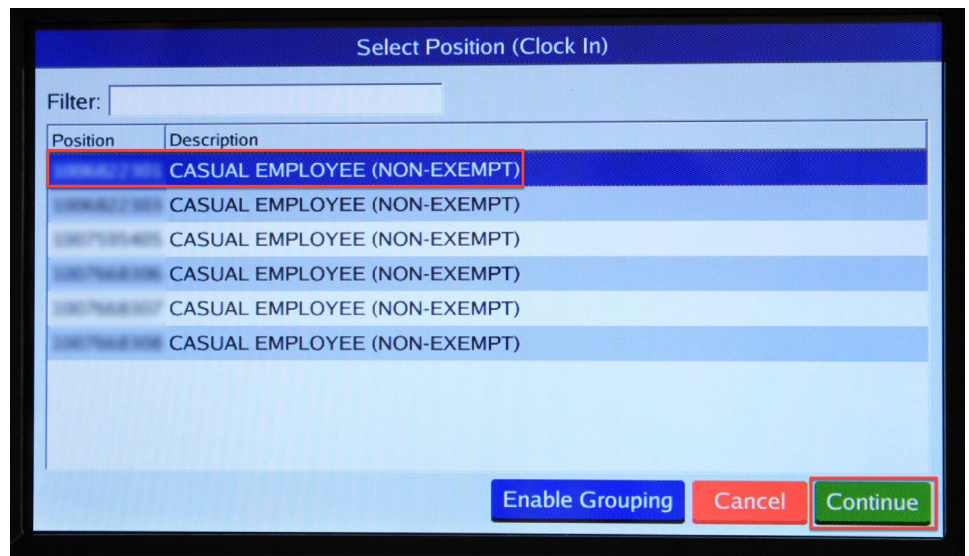 Select Position (Clock In)
Filter:
Position Description
CASUAL EMPLOYEE (NON-EXEMPT)
CASUAL EMPLOYEE (NON-EXEMPT)
CASUAL EMPLOYEE (NON-EXEMPT)
CASUAL EMPLOYEE (NON-EXEMPT)
CASUAL EMPLOYEE (NON-EXEMPT)
CASUAL EMPLOYEE (NON-EXEMPT)
Enable Grouping Cancel Continue